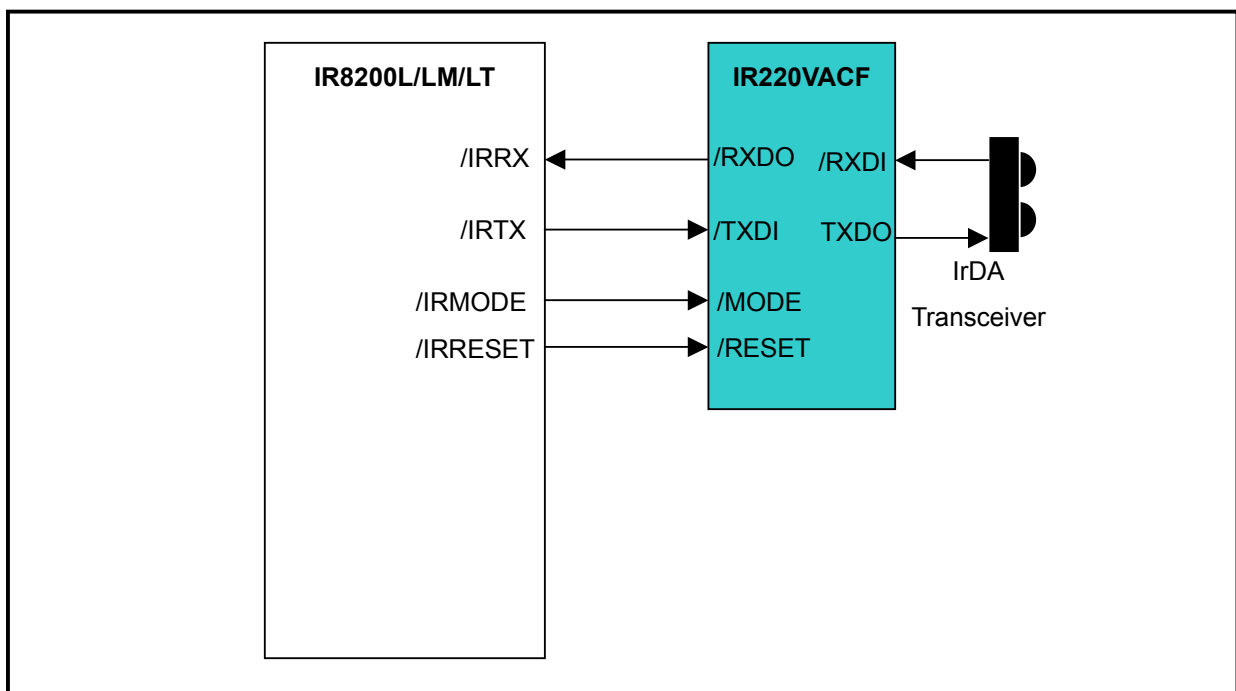 IR8200L/LM/LT
IR220VACF
/IRRX
/RXDO
/RXDI
/IRTX
/TXDI
TXDO
IrDA
Transceiver
/IRMODE
/MODE
/IRRESET
/RESET